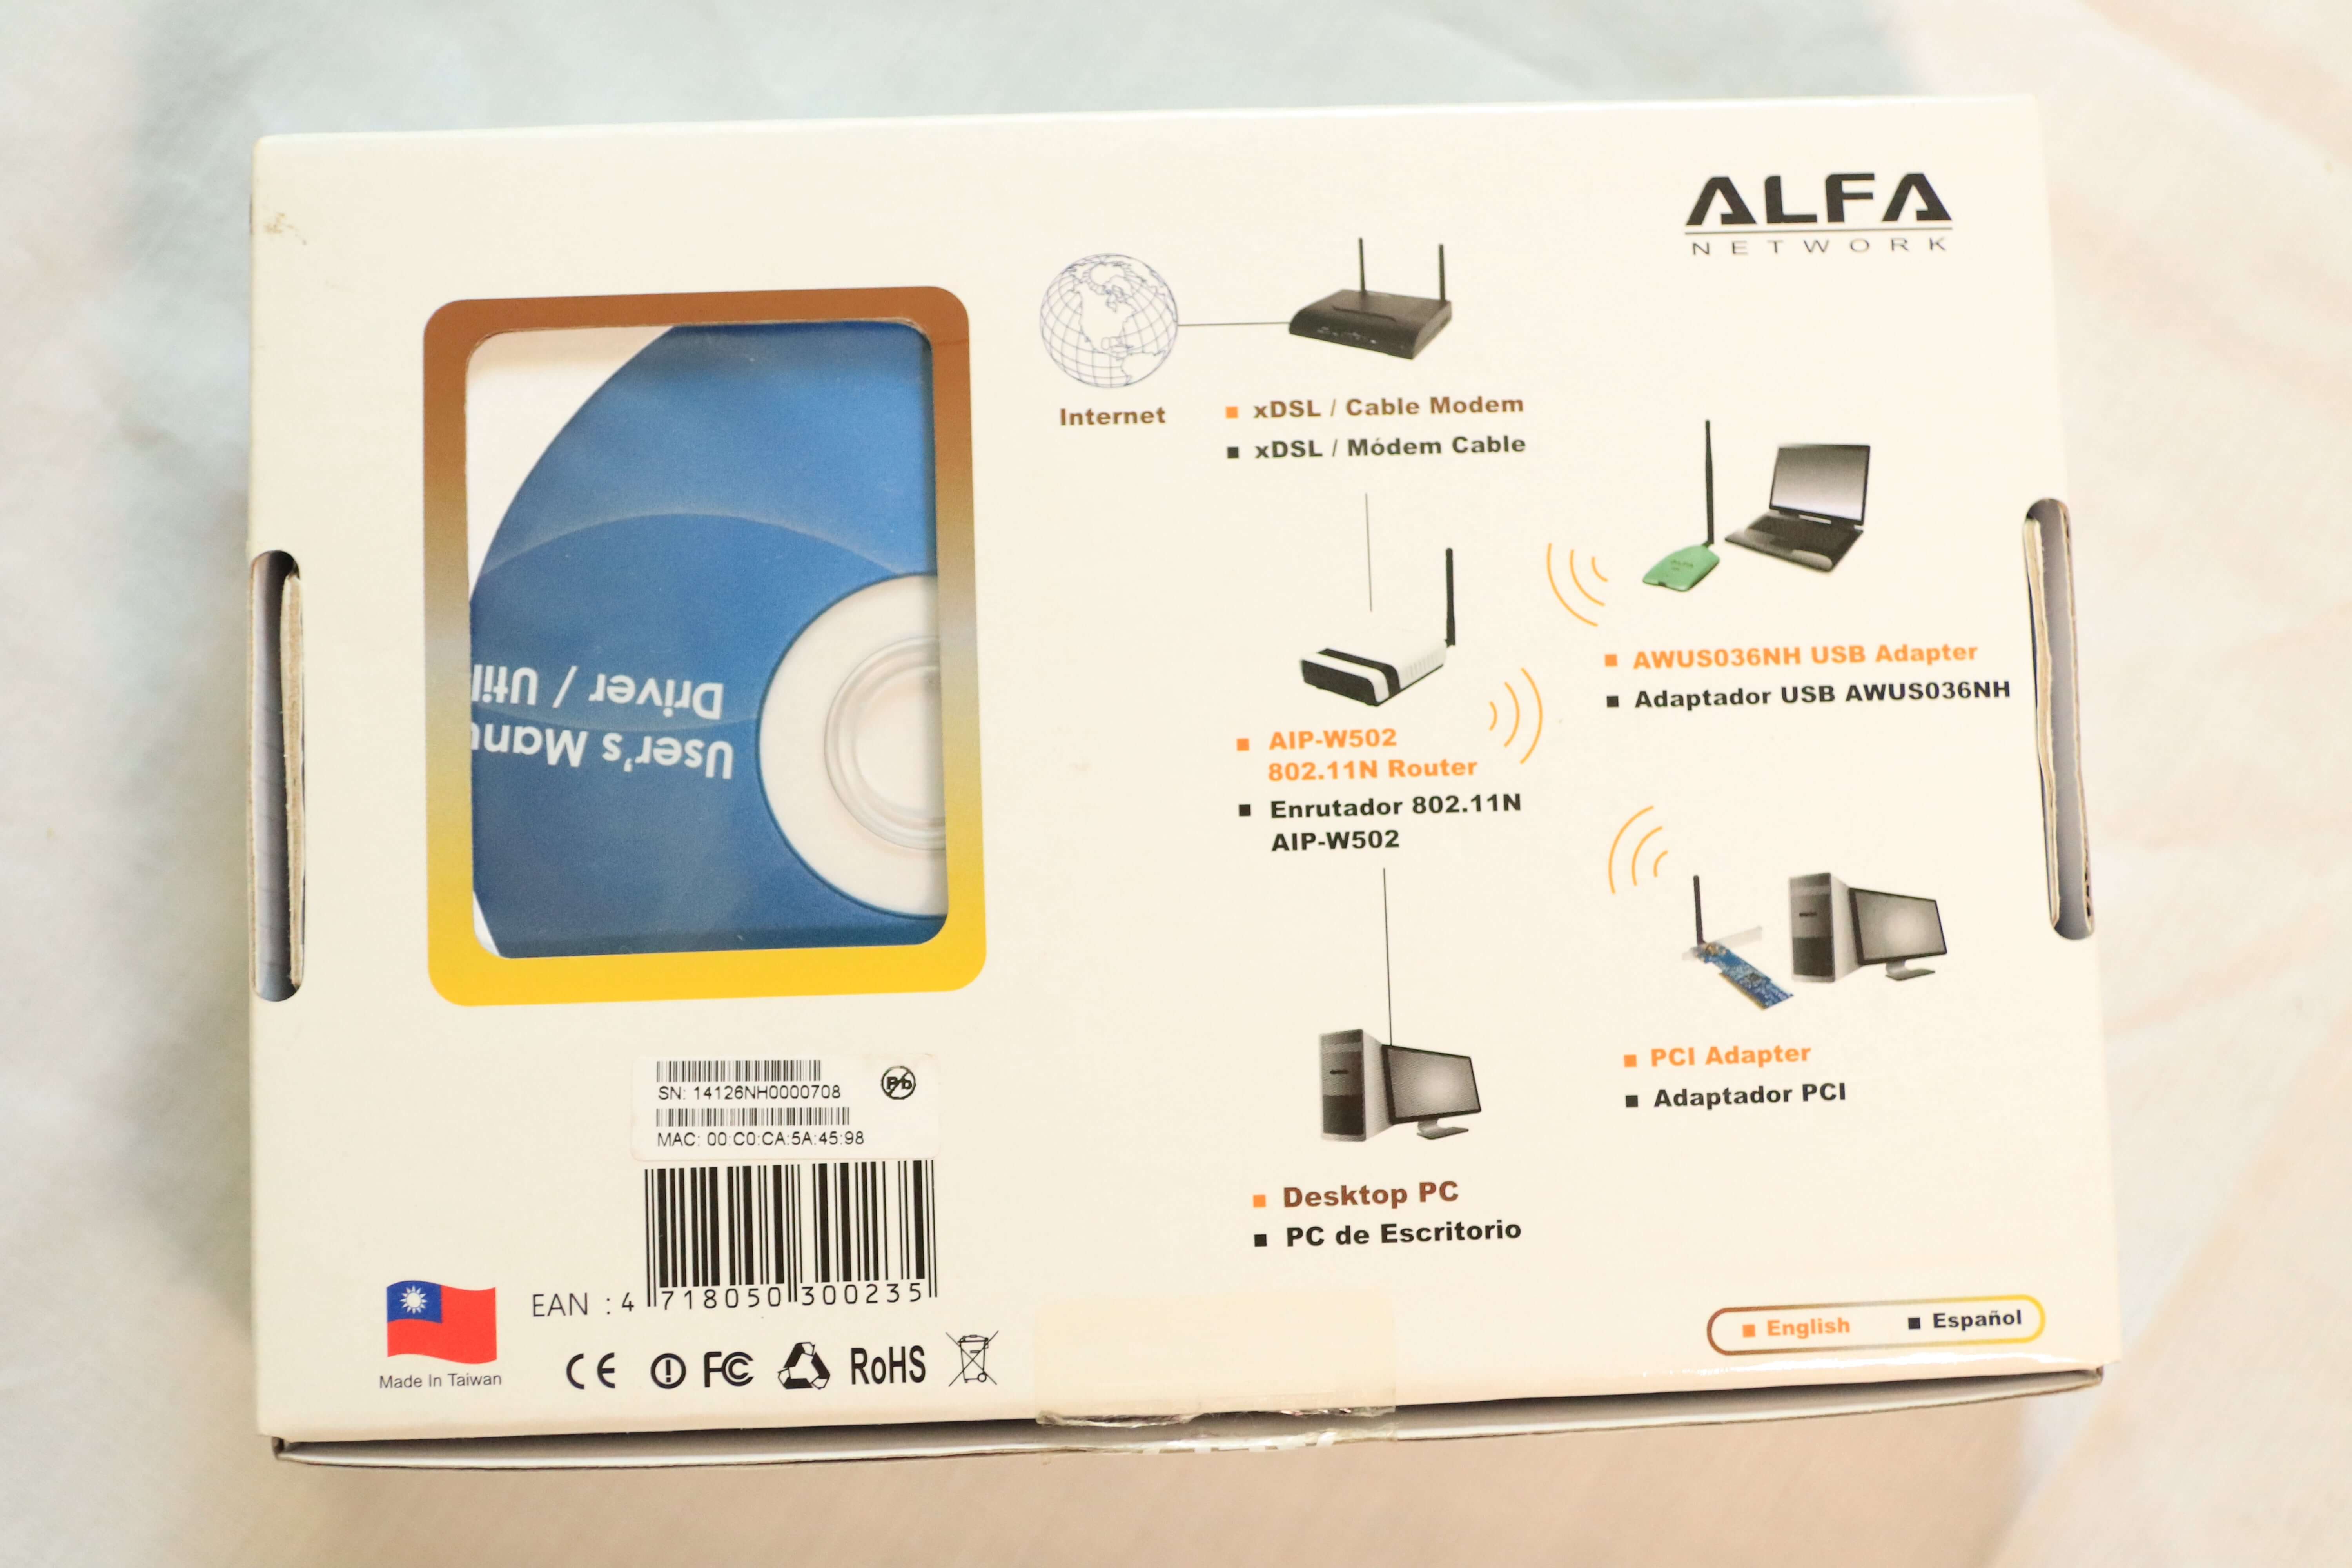 ALFA
NETWORK
Internet
xDSL / Cable Modem
xDSL / Módem Cable
AWUS036NH USB Adapter
Adaptador USB AWUS036NH
AIP-W502
802.11N Router
Enrutador 802.11N
AIP-W502
PCI Adapter
Adaptador PCI
Desktop PC
PC de Escritorio
English
Español
User's Manu
Driver / Util
SN: 14126NH0000708
Pb
MAC: 00:C0:CA:5A:45:98
EAN : 4 718050 300235
Made In Taiwan
CE FC RoHS